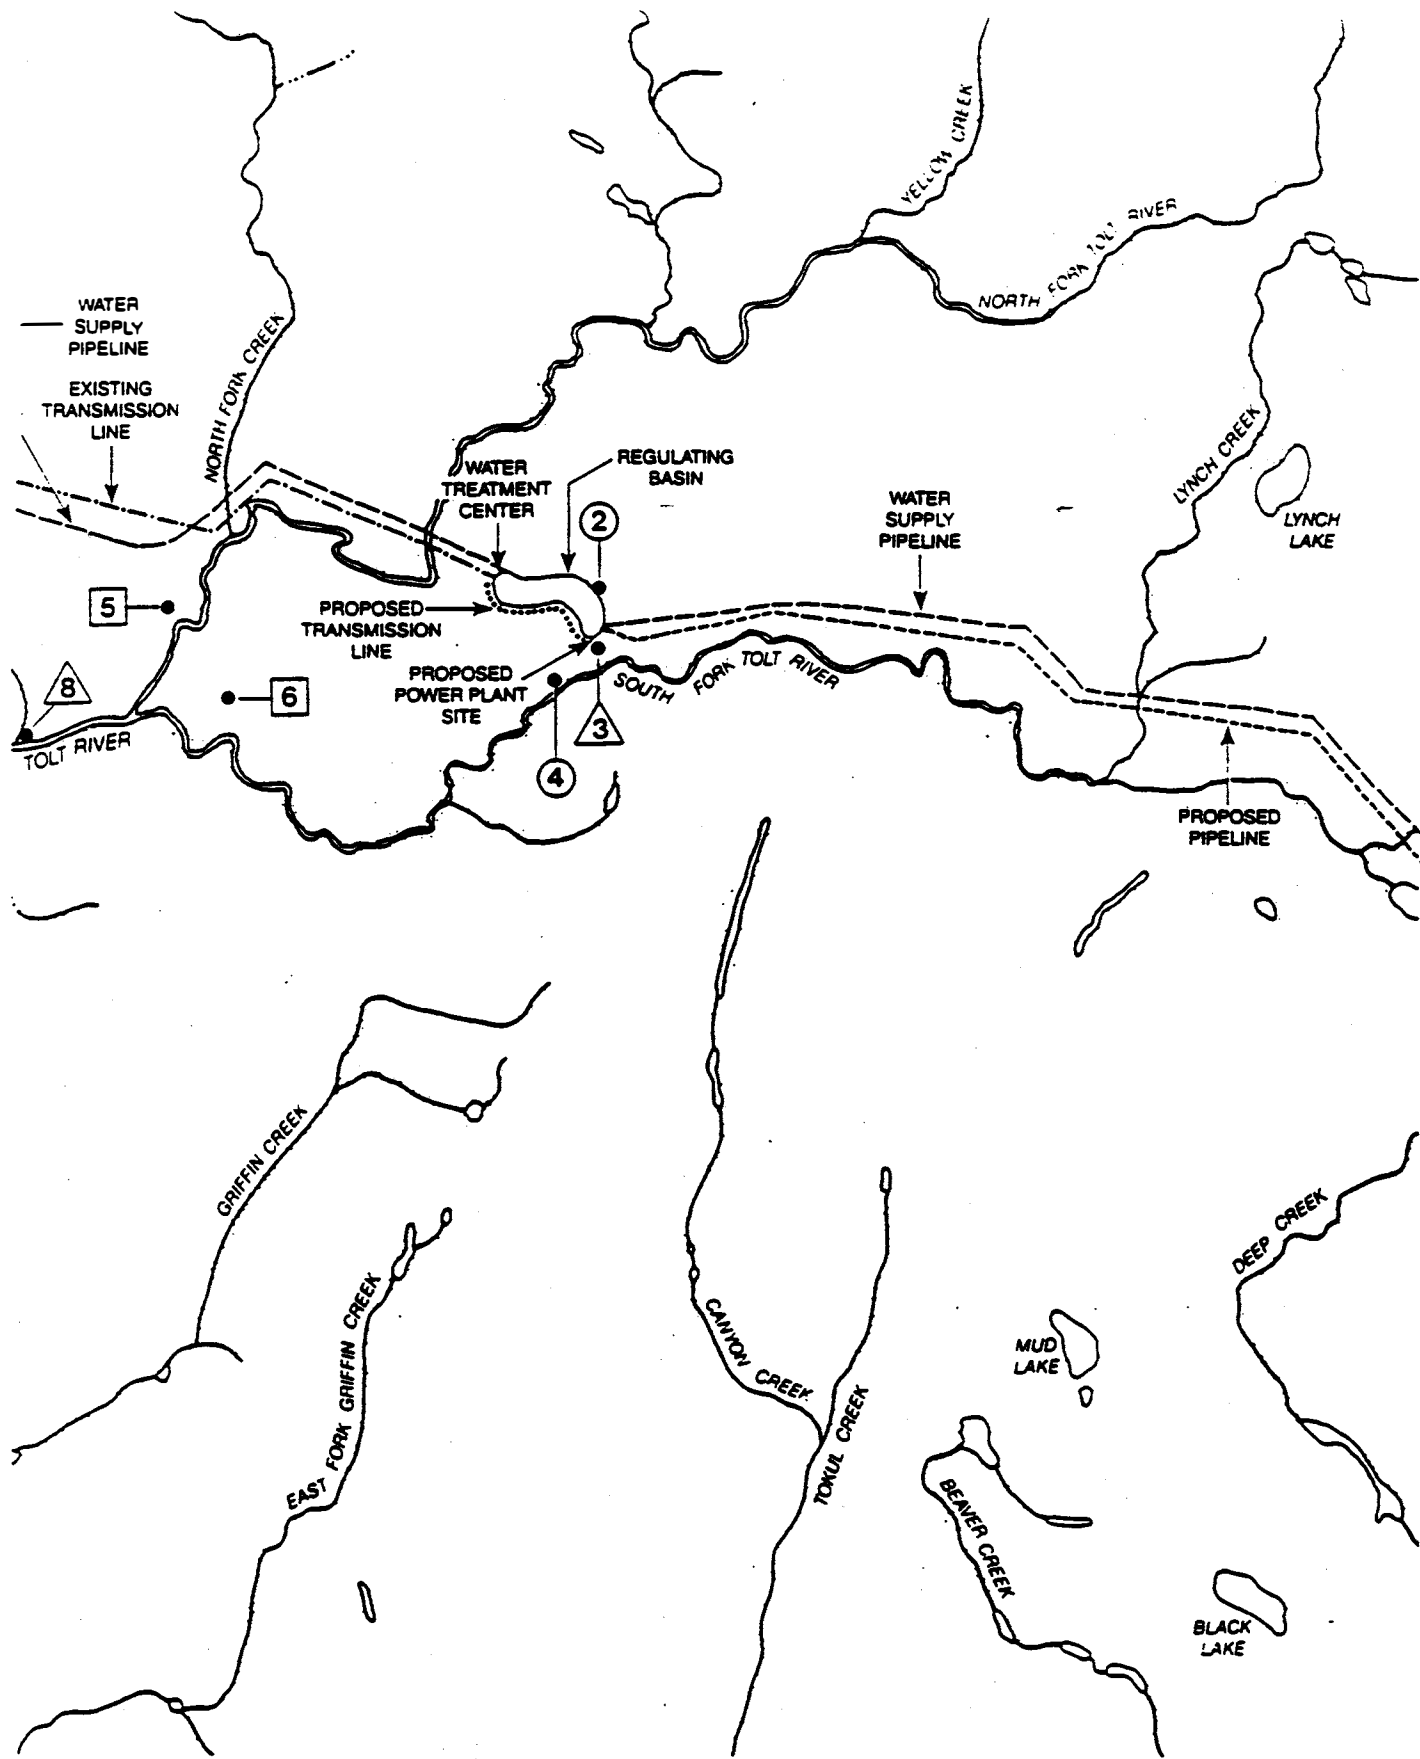 YELLOW CREEK
NORTH FORK TOLT RIVER
WATER
SUPPLY
PIPELINE
NORTH FORK CREEK
EXISTING
TRANSMISSION
LINE
LYNCH CREEK
WATER
TREATMENT
CENTER
REGULATING
BASIN
2
WATER
SUPPLY
PIPELINE
LYNCH
LAKE
5
PROPOSED
TRANSMISSION
LINE
PROPOSED
POWER PLANT
SITE
SOUTH FORK TOLT RIVER
8
6
3
TOLT RIVER
4
PROPOSED
PIPELINE
GRIFFIN CREEK
DEEP CREEK
EAST FORK GRIFFIN CREEK
CANYON CREEK
MUD
LAKE
TOKUL CREEK
BEAVER CREEK
BLACK
LAKE